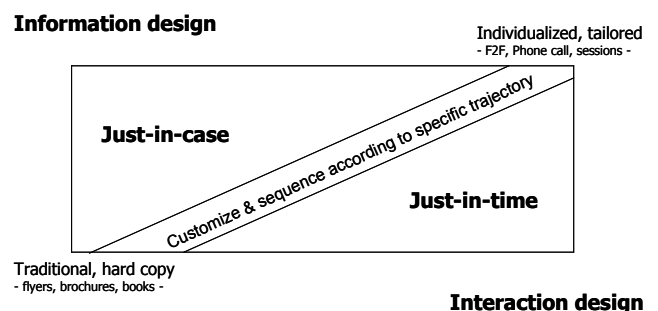 Information design
Individualized, tailored
- F2F, Phone call, sessions -
Just-in-case
Customize & sequence according to specific trajectory
Just-in-time
Traditional, hard copy
- flyers, brochures, books -
Interaction design